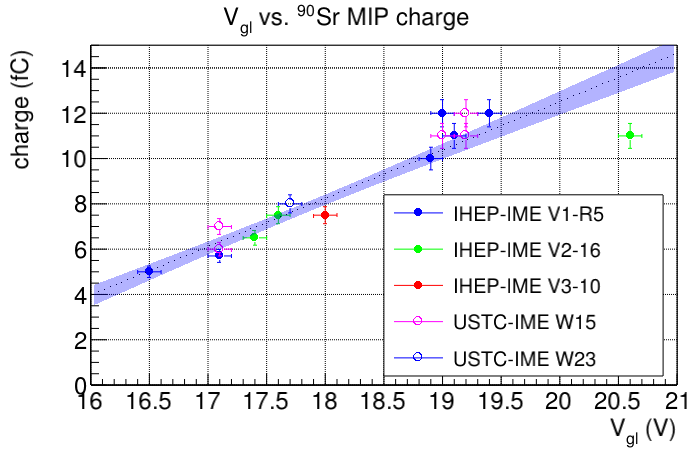 V_gl vs. ⁹⁰Sr MIP charge
charge (fC)
14
12
10
8
6
4
2
0
16 16.5 17 17.5 18 18.5 19 19.5 20 20.5 21
V_gl (V)
IHEP-IME V1-R5
IHEP-IME V2-16
IHEP-IME V3-10
USTC-IME W15
USTC-IME W23